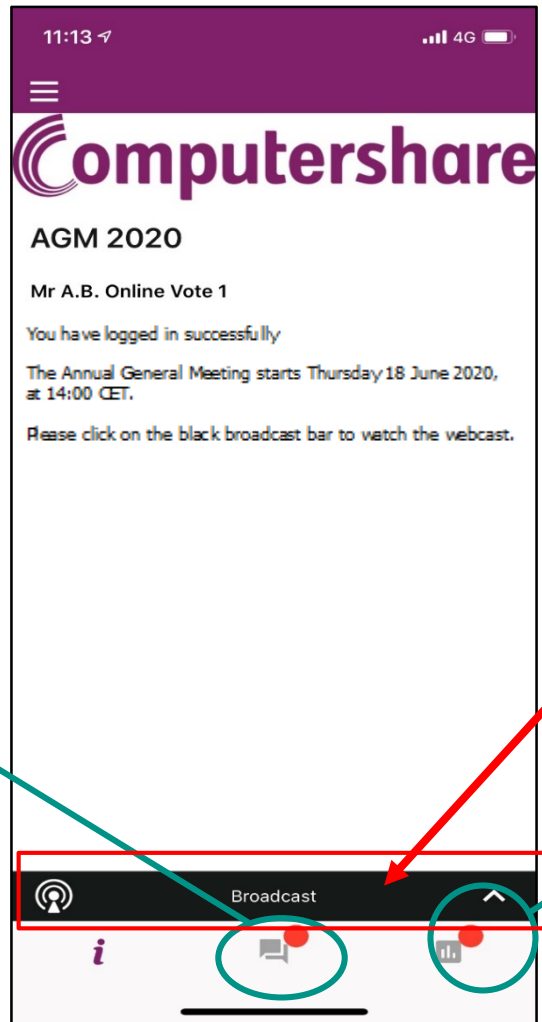 11:13 4G
Computershare
AGM 2020
Mr A.B. Online Vote 1
You have logged in successfully
The Annual General Meeting starts Thursday 18 June 2020,
at 14:00 CET.
Please click on the black broadcast bar to watch the webcast.
Broadcast
i